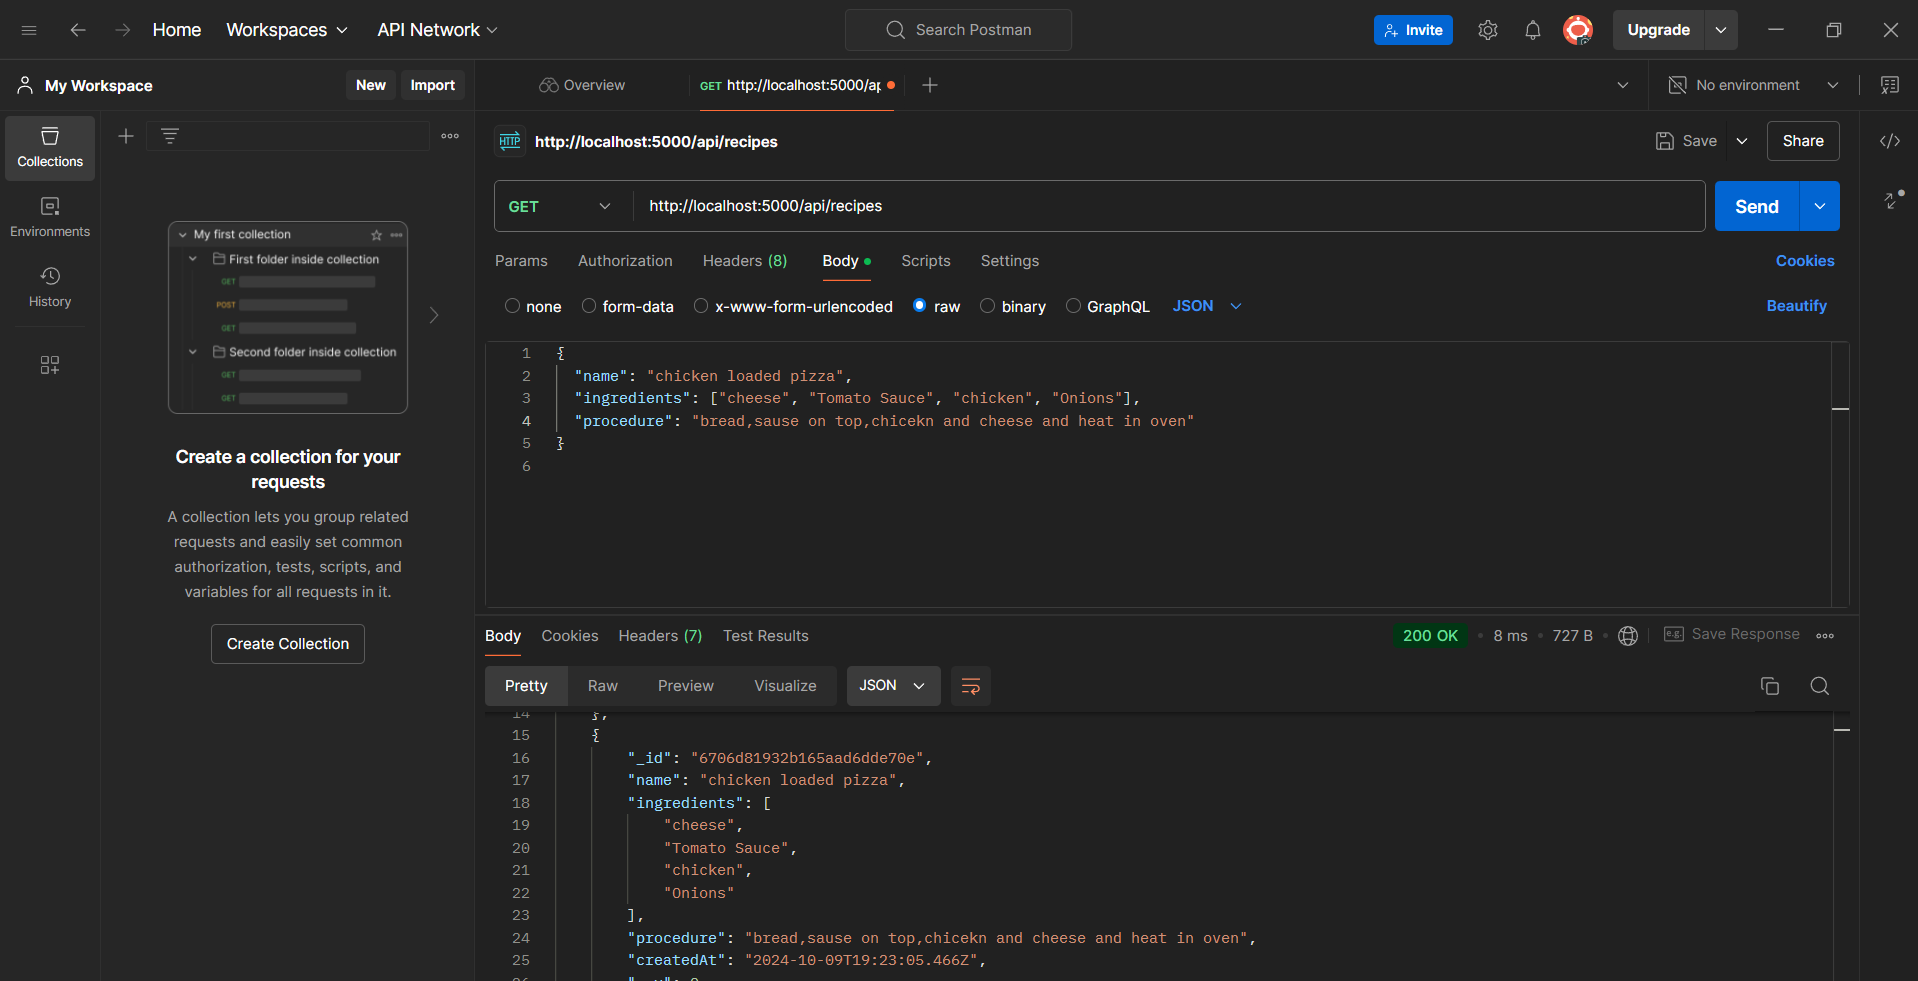 Home Workspaces API Network Search Postman Invite Upgrade
My Workspace New Import Overview GET http://localhost:5000/ap No environment
Collections
Environments
History
My first collection
First folder inside collection
GET
POST
GET
Second folder inside collection
GET
GET
Create a collection for your
requests
A collection lets you group related
requests and easily set common
authorization, tests, scripts, and
variables for all requests in it.
Create Collection
HTTP http://localhost:5000/api/recipes Save Share
GET http://localhost:5000/api/recipes Send
Params Authorization Headers (8) Body Scripts Settings Cookies
none form-data x-www-form-urlencoded raw binary GraphQL JSON Beautify
1 {
2 "name": "chicken loaded pizza",
3 "ingredients": ["cheese", "Tomato Sauce", "chicken", "Onions"],
4 "procedure": "bread,sause on top,chicekn and cheese and heat in oven"
5 }
6
Body Cookies Headers (7) Test Results 200 OK 8 ms 727 B e.g. Save Response
Pretty Raw Preview Visualize JSON
14 },
15 {
16 "_id": "6706d81932b165aad6dde70e",
17 "name": "chicken loaded pizza",
18 "ingredients": [
19 "cheese",
20 "Tomato Sauce",
21 "chicken",
22 "Onions"
23 ],
24 "procedure": "bread,sause on top,chicekn and cheese and heat in oven",
25 "createdAt": "2024-10-09T19:23:05.466Z",